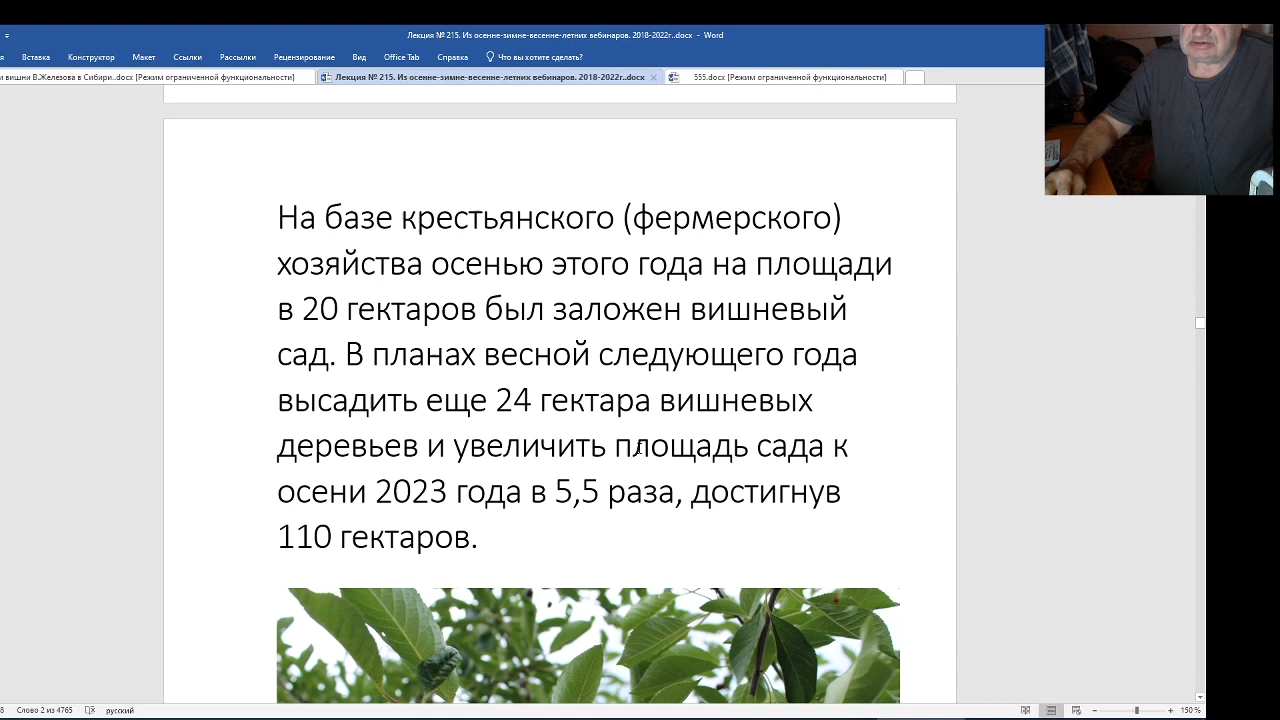 Лекция № 215. Из осенне-зимне-весенне-летних вебинаров. 2018-2022г..docx - Word
Вставка Конструктор Макет Ссылки Рассылки Рецензирование Вид Office Tab Справка Что вы хотите сделать?
вишни В.Железова в Сибири..docx [Режим ограниченной функциональности] Лекция № 215. Из осенне-зимне-весенне-летних вебинаров. 2018-2022г..docx 555.docx [Режим ограниченной функциональности]
На базе крестьянского (фермерского)
хозяйства осенью этого года на площади
в 20 гектаров был заложен вишневый
сад. В планах весной следующего года
высадить еще 24 гектара вишневых
деревьев и увеличить площадь сада к
осени 2023 года в 5,5 раза, достигнув
110 гектаров.
Слово 2 из 4765 русский 150 %